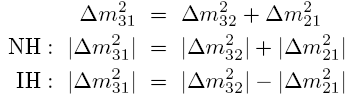 Δm²₃₁ = Δm²₃₂ + Δm²₂₁
NH : |Δm²₃₁| = |Δm²₃₂| + |Δm²₂₁|
IH : |Δm²₃₁| = |Δm²₃₂| − |Δm²₂₁|